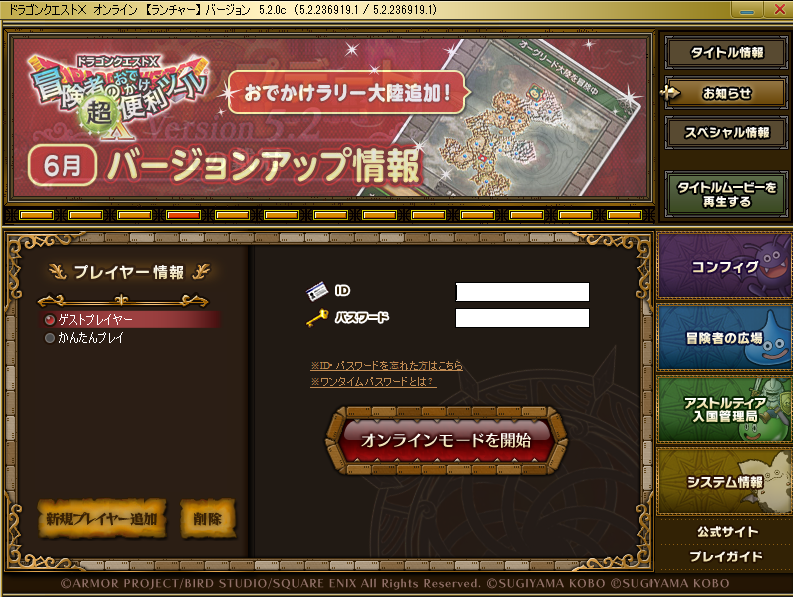 ドラゴンクエストX オンライン 【ランチャー】 バージョン 5.2.0c (5.2.236919.1 / 5.2.236919.1)
ドラゴンクエストX
冒険者のおでかけ
超便利ツール
おでかけラリー大陸追加!
オーグリード大陸を冒険中
Version 5.2
6月 バージョンアップ情報
タイトル情報
お知らせ
スペシャル情報
タイトルムービーを
再生する
プレイヤー情報
ゲストプレイヤー
かんたんプレイ
新規プレイヤー追加
削除
ID
パスワード
※ID・パスワードを忘れた方はこちら
※ワンタイムパスワードとは?
オンラインモードを開始
コンフィグ
冒険者の広場
アストルティア
入国管理局
システム情報
公式サイト
プレイガイド
©ARMOR PROJECT/BIRD STUDIO/SQUARE ENIX All Rights Reserved. ©SUGIYAMA KOBO ℗SUGIYAMA KOBO